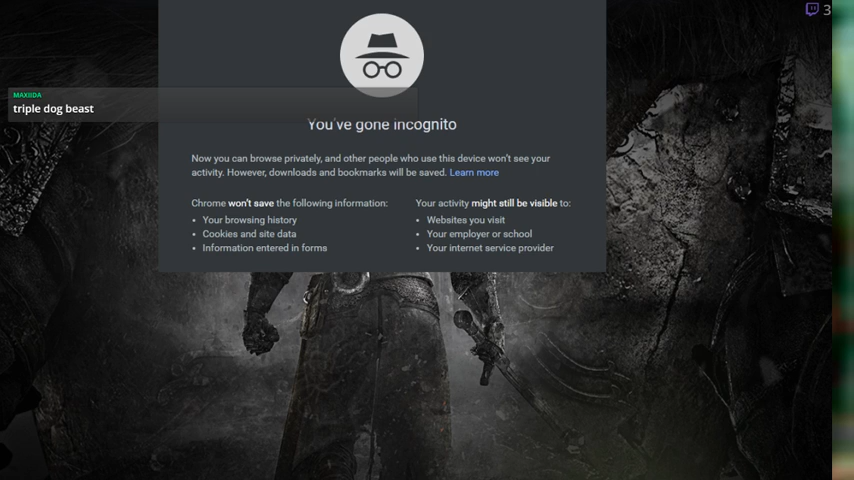 3
MAXIIDA
triple dog beast
You've gone incognito
Now you can browse privately, and other people who use this device won't see your
activity. However, downloads and bookmarks will be saved. Learn more
Chrome won't save the following information:
• Your browsing history
• Cookies and site data
• Information entered in forms
Your activity might still be visible to:
• Websites you visit
• Your employer or school
• Your internet service provider